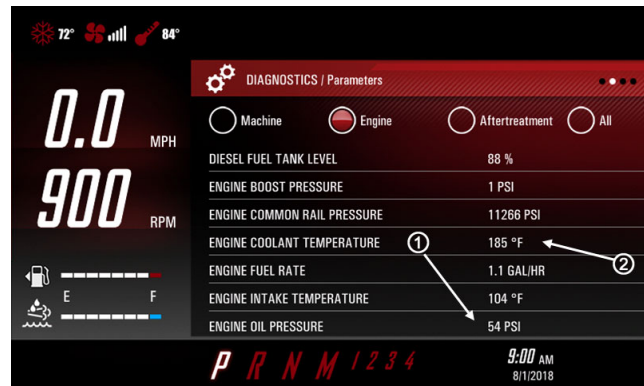 72° 84°
DIAGNOSTICS / Parameters
Machine Engine Aftertreatment All
0.0 MPH
DIESEL FUEL TANK LEVEL 88 %
ENGINE BOOST PRESSURE 1 PSI
900 RPM
ENGINE COMMON RAIL PRESSURE 11266 PSI
ENGINE COOLANT TEMPERATURE 1 185 °F 2
ENGINE FUEL RATE 1.1 GAL/HR
E F
ENGINE INTAKE TEMPERATURE 104 °F
ENGINE OIL PRESSURE 54 PSI
P R N M 1 2 3 4
9:00 AM
8/1/2018